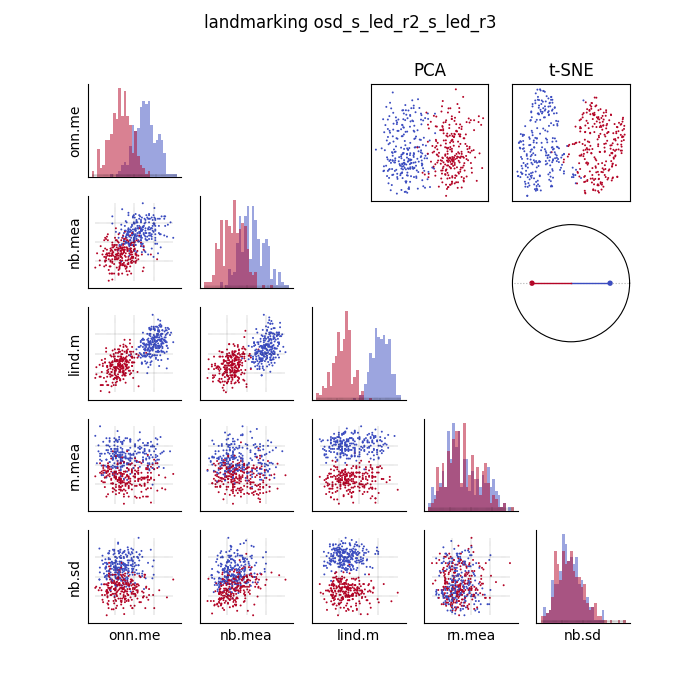 landmarking osd_s_led_r2_s_led_r3
PCA
t-SNE
onn.me
nb.mea
lind.m
rn.mea
nb.sd
onn.me
nb.mea
lind.m
rn.mea
nb.sd